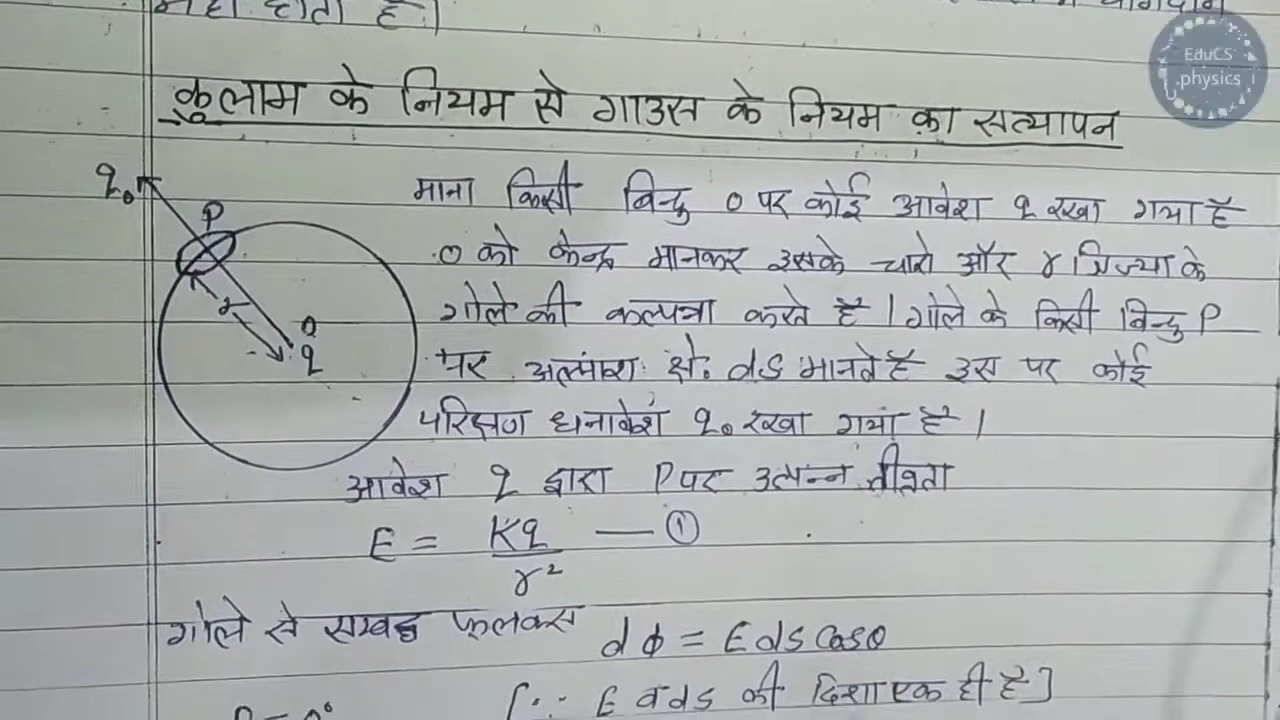 नहीं होता है।
EduCS
physics
कुलाम के नियम से गाउस के नियम का सत्यापन
q₀
P
r
O
q
माना किसी बिन्दु O पर कोई आवेश q रखा गया है
O को केन्द्र मानकर उसके चारो और r त्रिज्या के
गोले की कल्पना करते है। गोले के किसी बिन्दु P
पर अल्पांश क्षे. ds मानते है उस पर कोई
परिक्षण धनावेश q₀ रखा गया है।
आवेश q द्वारा P पर उत्पन्न तीव्रता
E = Kq/r² — ①
गोले से सम्बद्ध फ्लक्स dϕ = E ds cosθ
[∵ E व ds की दिशा एक ही है]